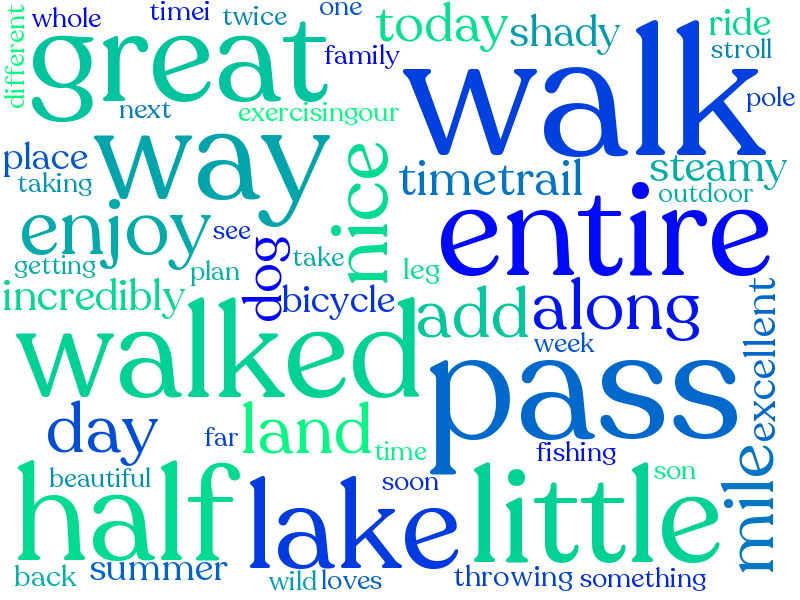 different
whole
timei
twice
one
great
family
today
shady
ride
stroll
walk
pole
next
exercisingour
place
taking
way
nice
timetrail
steamy
outdoor
enjoy
see
dog
take
entire
getting
plan
leg
incredibly
bicycle
add
along
walked
week
excellent
pass
day
far
land
time
fishing
mile
beautiful
half
lake
soon
little
son
back
summer
wild
loves
throwing
something